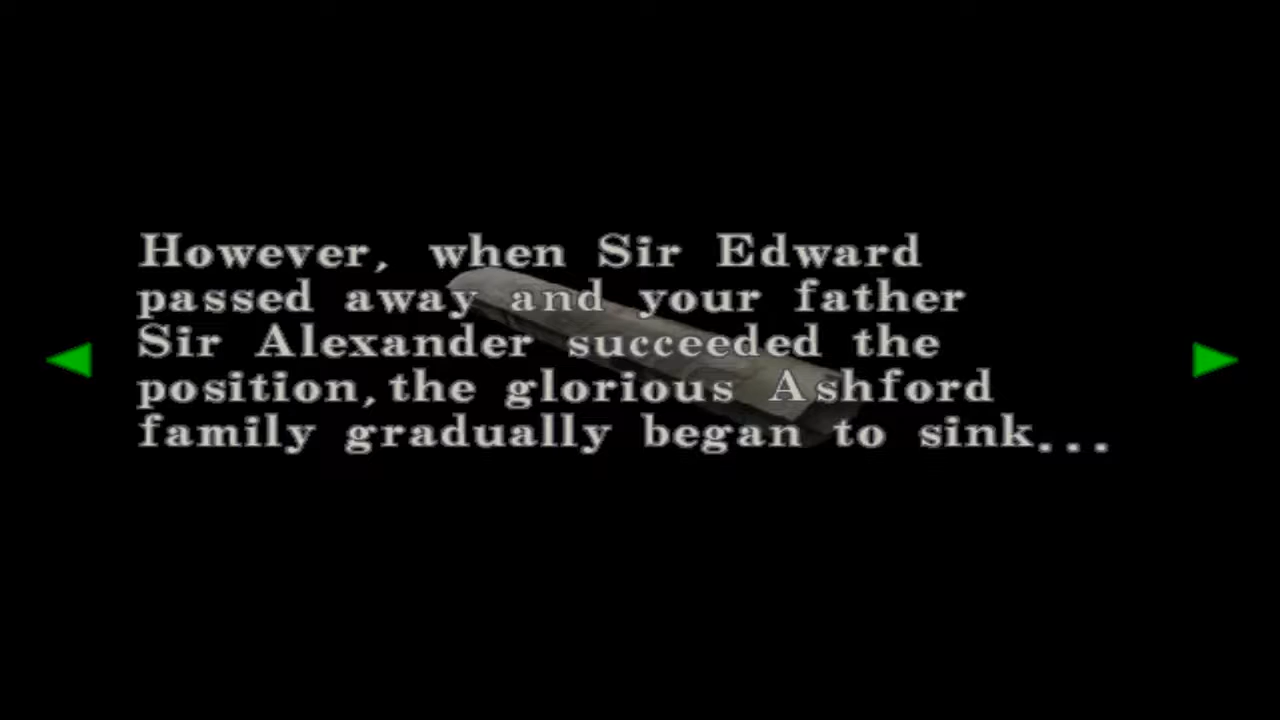 However, when Sir Edward
passed away and your father
Sir Alexander succeeded the
position,the glorious Ashford
family gradually began to sink...